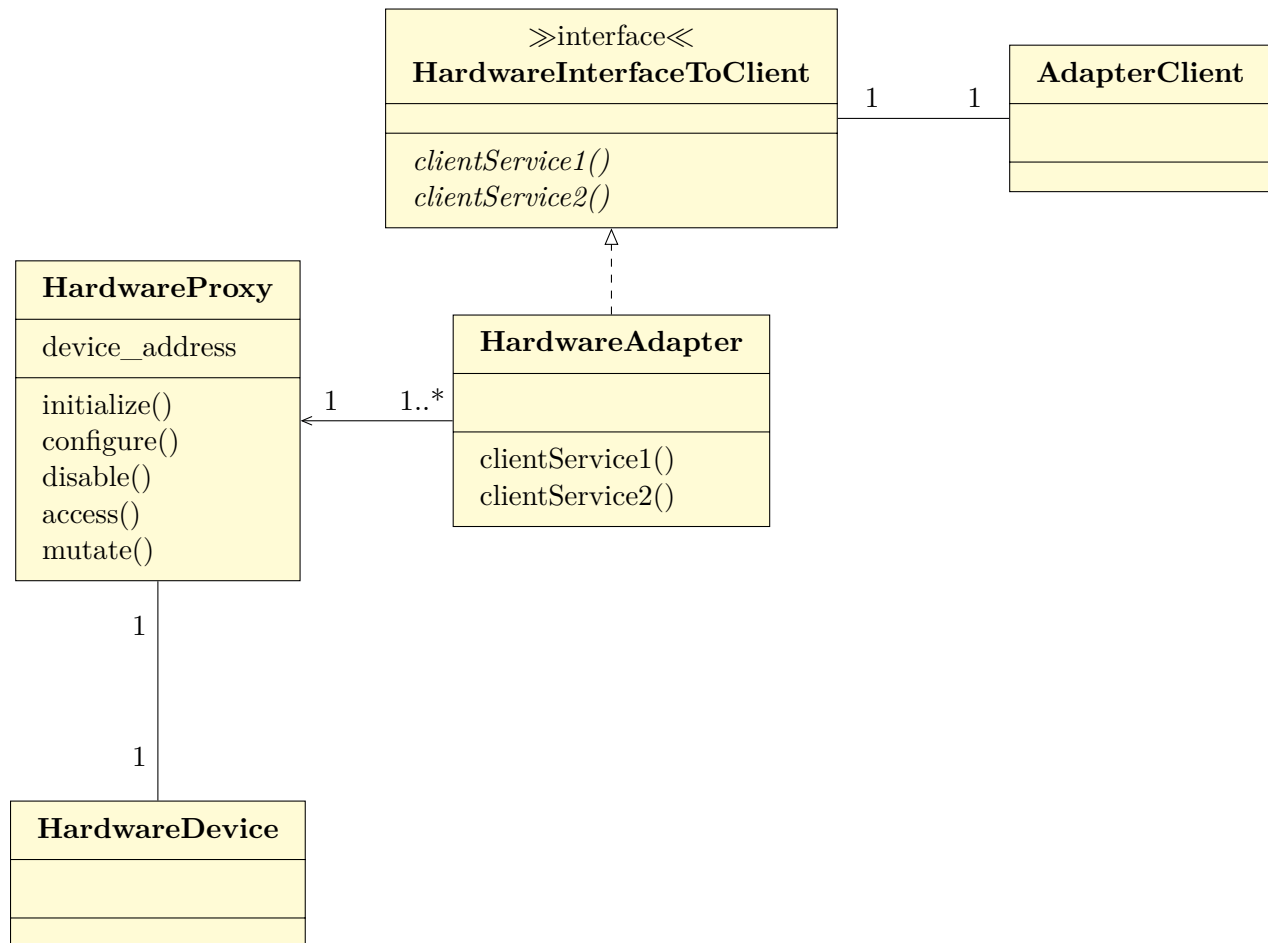 ≫interface≪
HardwareInterfaceToClient
clientService1()
clientService2()
1
1
AdapterClient
HardwareProxy
device_address
initialize()
configure()
disable()
access()
mutate()
1
1..*
HardwareAdapter
clientService1()
clientService2()
1
1
HardwareDevice